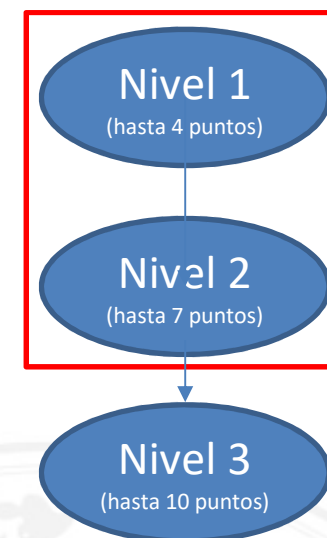 Nivel 1
(hasta 4 puntos)
Nivel 2
(hasta 7 puntos)
Nivel 3
(hasta 10 puntos)